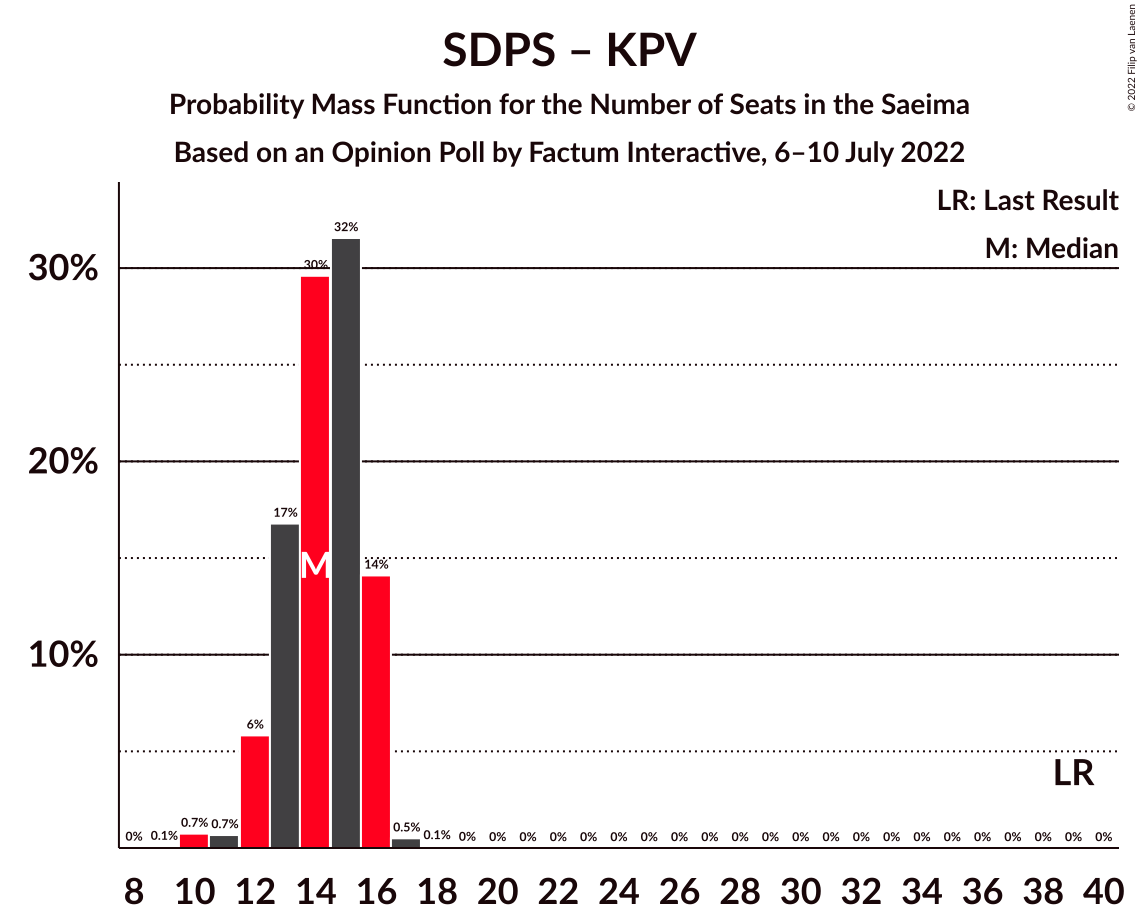 SDPS – KPV
Probability Mass Function for the Number of Seats in the Saeima
Based on an Opinion Poll by Factum Interactive, 6–10 July 2022
© 2022 Filip van Laenen
LR: Last Result
M: Median
30%
20%
10%
0% 0.1% 0.7% 0.7% 6% 17% 30% 32% 14% 0.5% 0.1% 0% 0% 0% 0% 0% 0% 0% 0% 0% 0% 0% 0% 0% 0% 0% 0% 0% 0% 0% 0% 0% 0%
M
LR
8 10 12 14 16 18 20 22 24 26 28 30 32 34 36 38 40